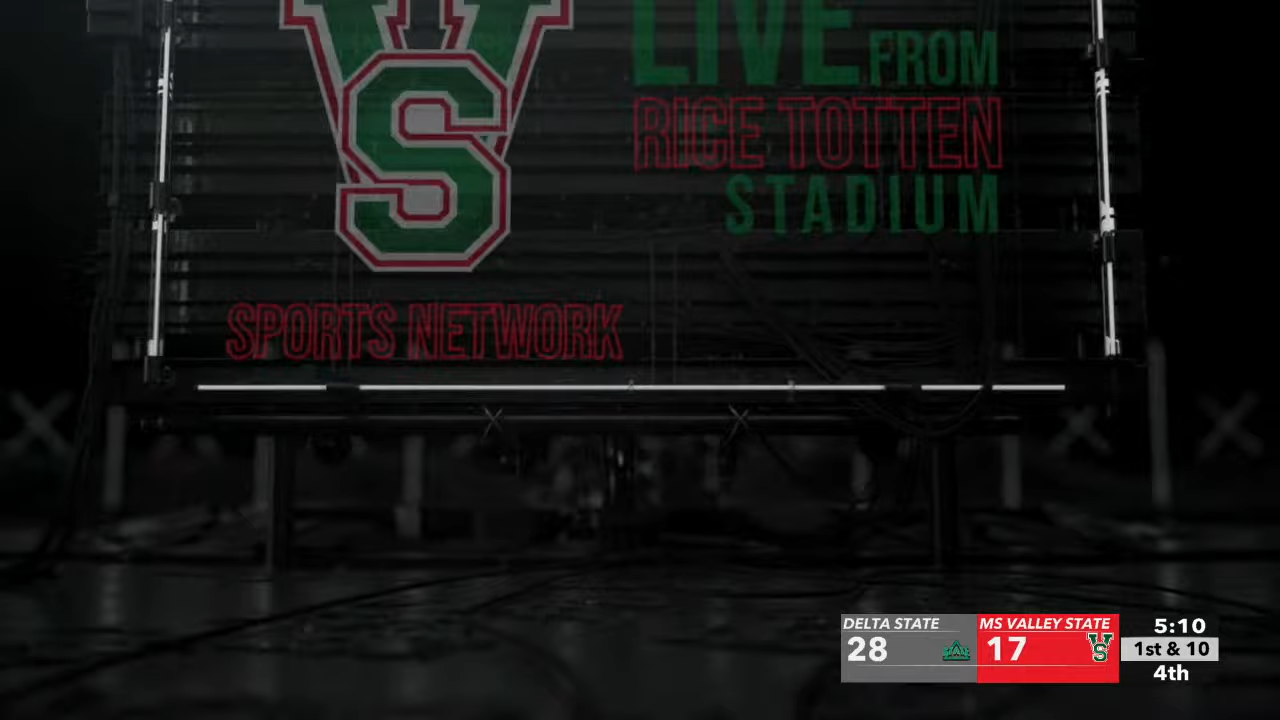 VS
LIVE FROM
RICE TOTTEN
STADIUM
SPORTS NETWORK
DELTA STATE
28
MS VALLEY STATE
17
VS
5:10
1st & 10
4th